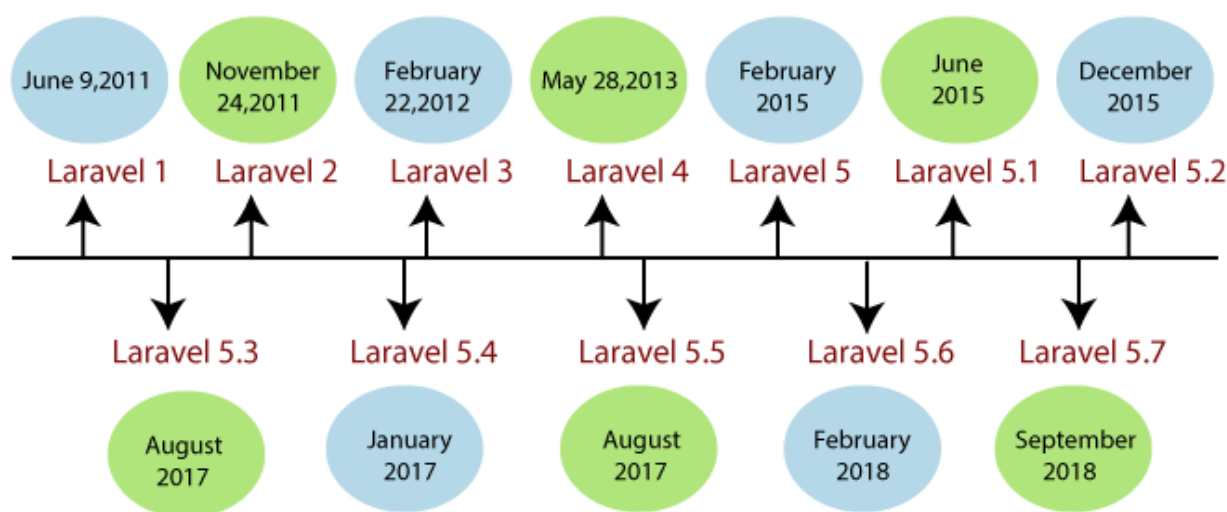 June 9,2011
November
24,2011
February
22,2012
May 28,2013
February
2015
June
2015
December
2015
Laravel 1
Laravel 2
Laravel 3
Laravel 4
Laravel 5
Laravel 5.1
Laravel 5.2
Laravel 5.3
Laravel 5.4
Laravel 5.5
Laravel 5.6
Laravel 5.7
August
2017
January
2017
August
2017
February
2018
September
2018